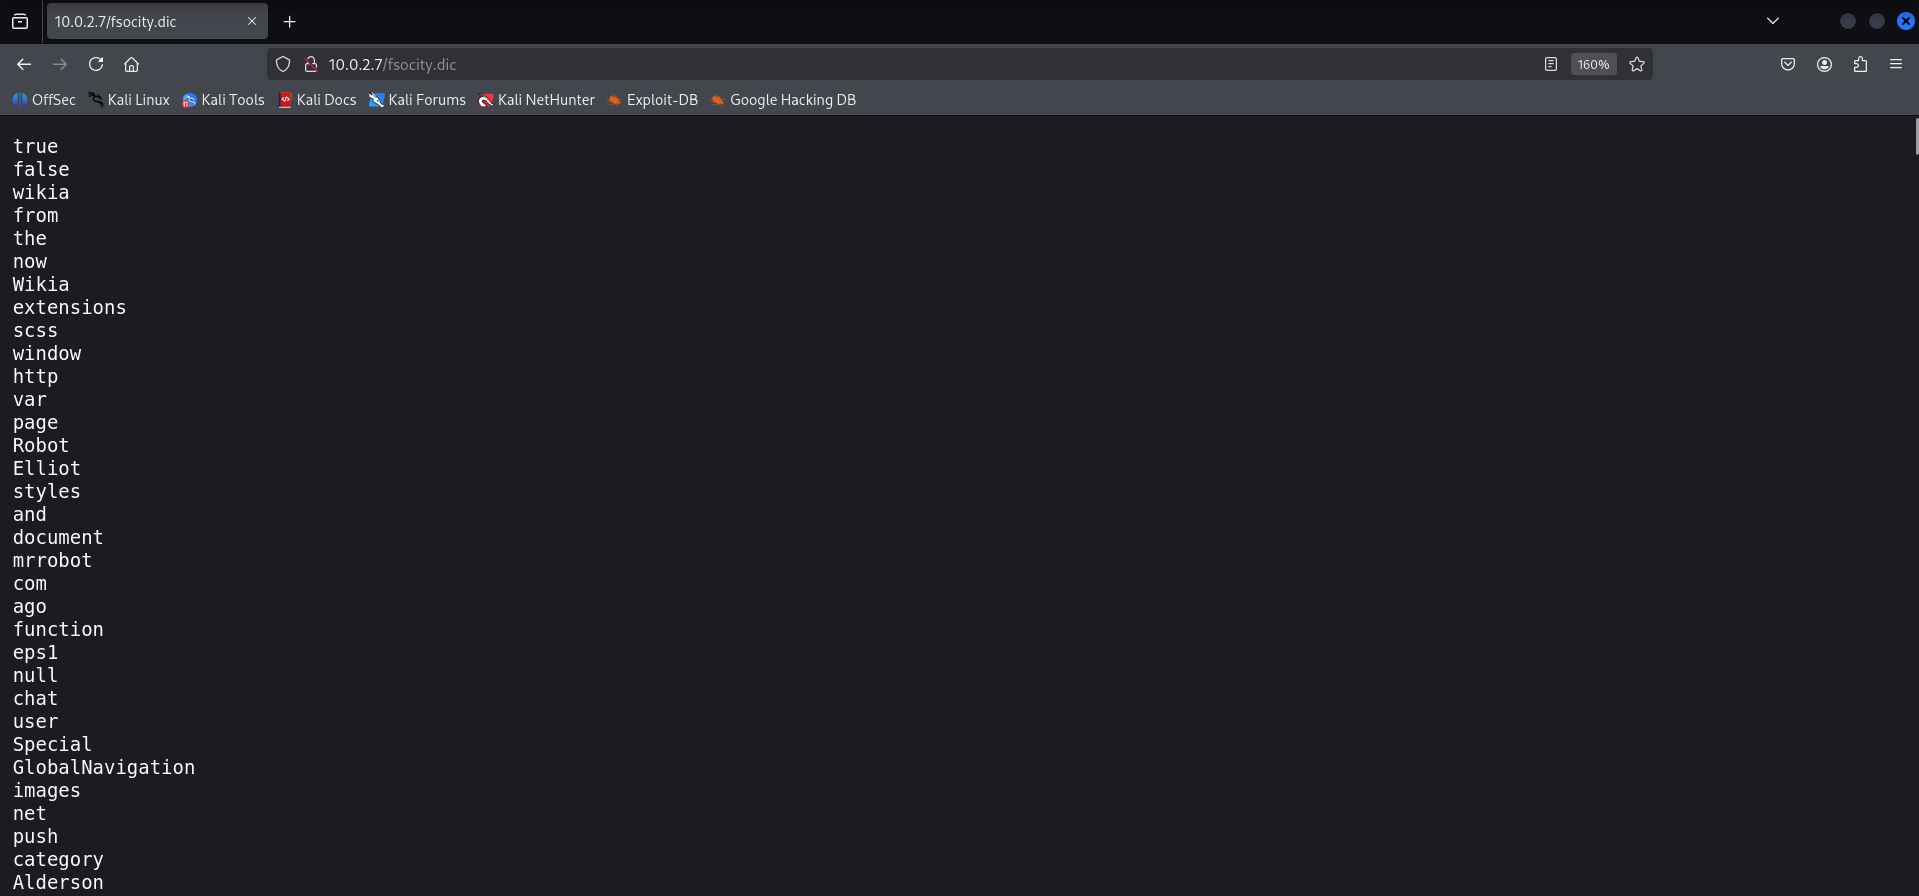 10.0.2.7/fsocity.dic
10.0.2.7/fsocity.dic 160%
OffSec Kali Linux Kali Tools Kali Docs Kali Forums Kali NetHunter Exploit-DB Google Hacking DB
true
false
wikia
from
the
now
Wikia
extensions
scss
window
http
var
page
Robot
Elliot
styles
and
document
mrrobot
com
ago
function
eps1
null
chat
user
Special
GlobalNavigation
images
net
push
category
Alderson